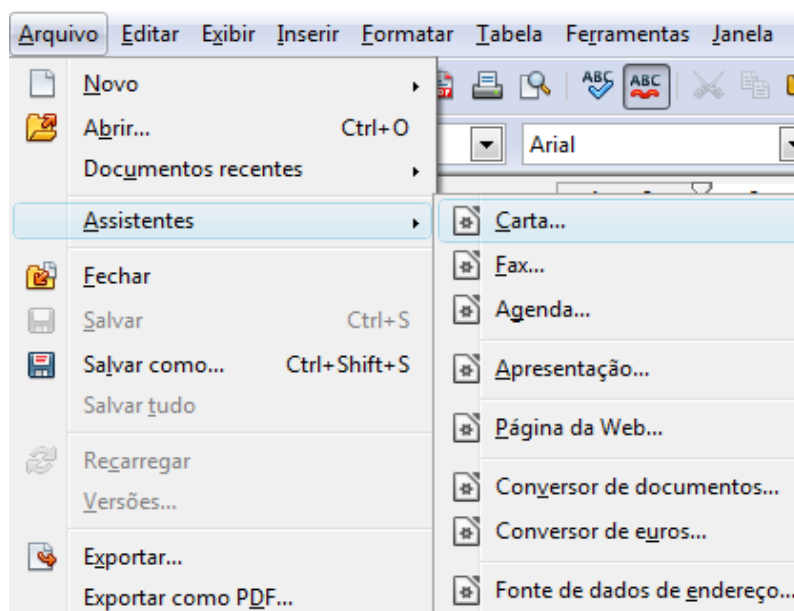 Arquivo Editar Exibir Inserir Formatar Tabela Ferramentas Janela
Novo
Abrir... Ctrl+O
Documentos recentes
Assistentes
Fechar
Salvar Ctrl+S
Salvar como... Ctrl+Shift+S
Salvar tudo
Recarregar
Versões...
Exportar...
Exportar como PDF...
ABC ABC
Arial
Carta...
Fax...
Agenda...
Apresentação...
Página da Web...
Conversor de documentos...
Conversor de euros...
Fonte de dados de endereço...